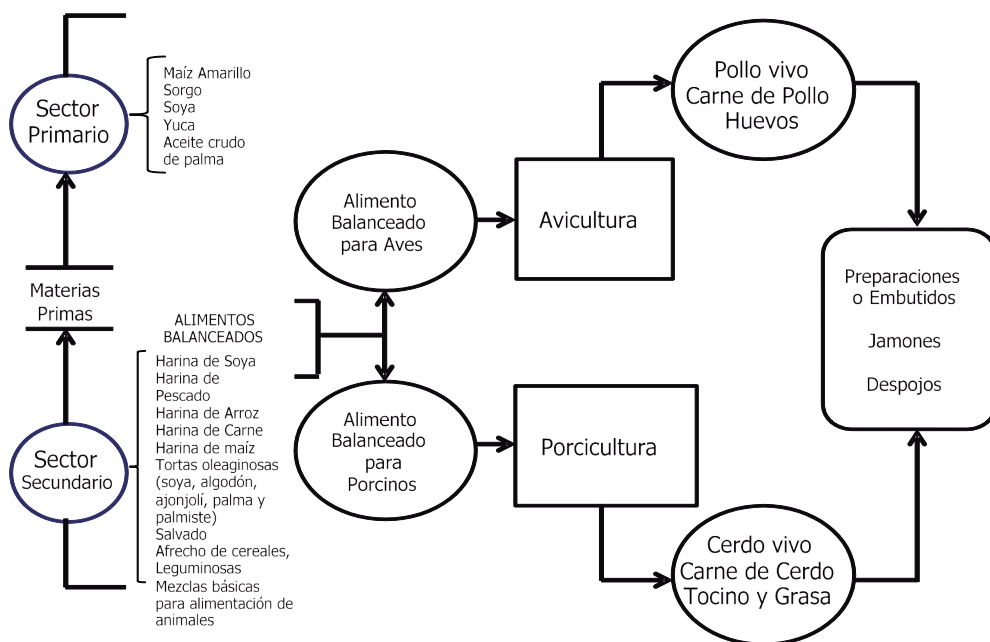 Sector
Primario
Maíz Amarillo
Sorgo
Soya
Yuca
Aceite crudo
de palma
Materias
Primas
Sector
Secundario
ALIMENTOS
BALANCEADOS
Harina de Soya
Harina de
Pescado
Harina de Arroz
Harina de Carne
Harina de maíz
Tortas oleaginosas
(soya, algodón,
ajonjolí, palma y
palmiste)
Salvado
Afrecho de cereales,
Leguminosas
Mezclas básicas
para alimentación de
animales
Alimento
Balanceado
para Aves
Avicultura
Pollo vivo
Carne de Pollo
Huevos
Alimento
Balanceado
para
Porcinos
Porcicultura
Cerdo vivo
Carne de Cerdo
Tocino y Grasa
Preparaciones
o Embutidos
Jamones
Despojos